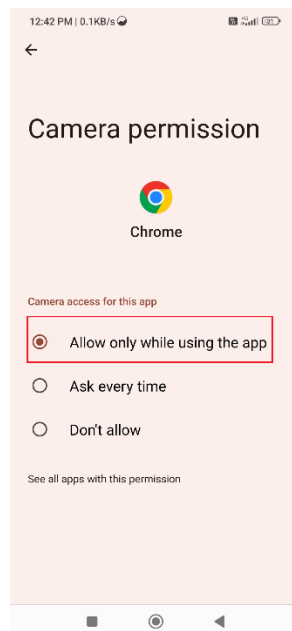 12:42 PM | 0.1KB/s
31
Camera permission
Chrome
Camera access for this app
Allow only while using the app
Ask every time
Don't allow
See all apps with this permission